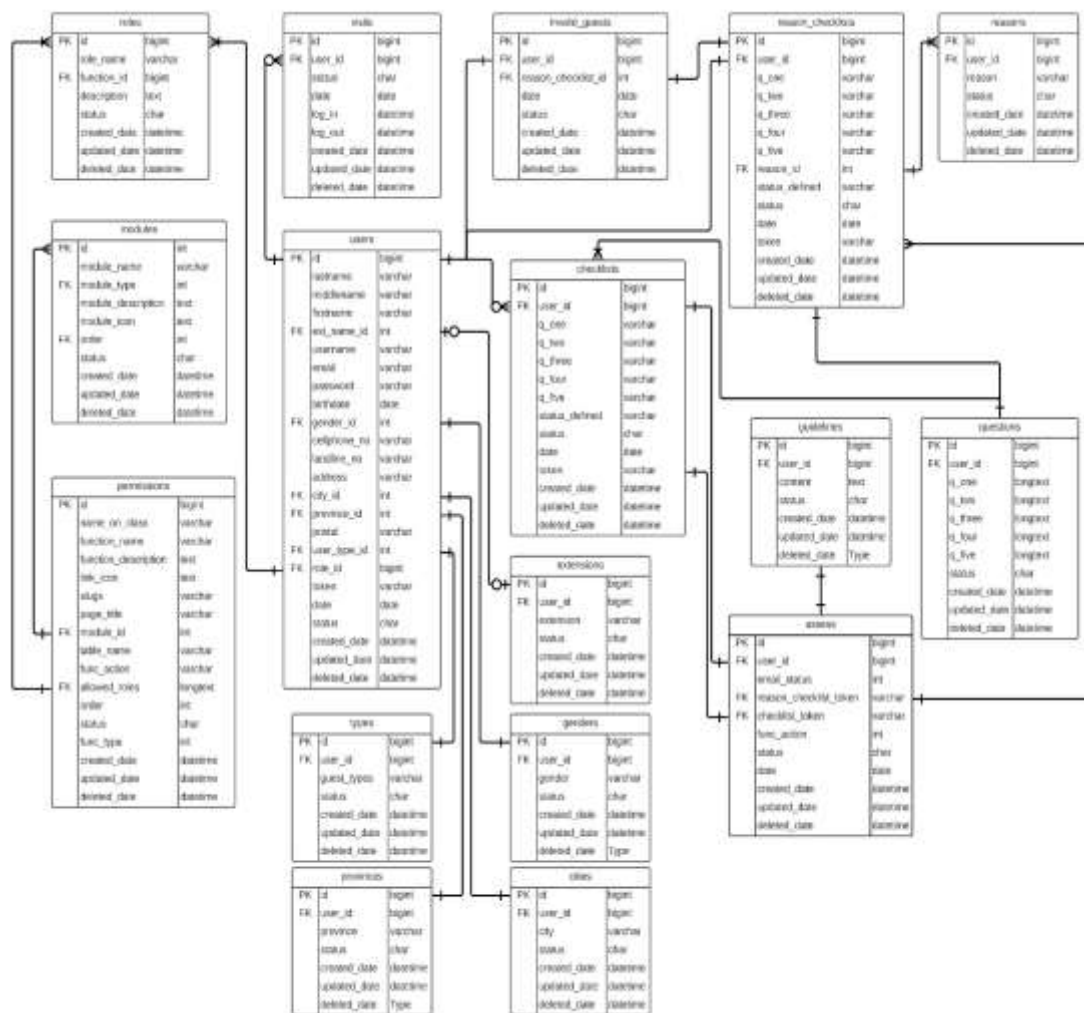 roles
PK id bigint
role_name varchar
FK function_id bigint
description text
status char
created_date datetime
updated_date datetime
deleted_date datetime
PK id bigint
FK user_id bigint
status char
date date
log_in datetime
log_out datetime
created_date datetime
updated_date datetime
deleted_date datetime
invalid_guests
PK id bigint
FK user_id bigint
FK reason_checklist_id int
date date
status char
created_date datetime
updated_date datetime
deleted_date datetime
reason_checklists
PK id bigint
FK user_id bigint
q_one varchar
q_two varchar
q_three varchar
q_four varchar
q_five varchar
FK reason_id int
status_defined varchar
status char
date date
token varchar
created_date datetime
updated_date datetime
deleted_date datetime
reasons
PK id bigint
FK user_id bigint
reason varchar
status char
created_date datetime
updated_date datetime
deleted_date datetime
modules
PK id int
module_name varchar
FK module_type int
module_description text
module_icon text
FK order int
status char
created_date datetime
updated_date datetime
deleted_date datetime
users
PK id bigint
lastname varchar
middlename varchar
firstname varchar
FK ext_name_id int
username varchar
email varchar
password varchar
birthdate date
FK gender_id int
cellphone_no varchar
landline_no varchar
address varchar
FK city_id int
FK province_id int
postal varchar
FK user_type_id int
FK role_id bigint
token varchar
date date
status char
created_date datetime
updated_date datetime
deleted_date datetime
checklists
PK id bigint
FK user_id bigint
q_one varchar
q_two varchar
q_three varchar
q_four varchar
q_five varchar
status_defined varchar
status char
date date
token varchar
created_date datetime
updated_date datetime
deleted_date datetime
guidelines
PK id bigint
FK user_id bigint
content text
status char
created_date datetime
updated_date datetime
deleted_date Type
questions
PK id bigint
FK user_id bigint
q_one longtext
q_two longtext
q_three longtext
q_four longtext
q_five longtext
status char
created_date datetime
updated_date datetime
deleted_date datetime
permissions
PK id bigint
name_on_class varchar
function_name varchar
function_description text
link_icon text
slugs varchar
page_title varchar
FK module_id int
table_name varchar
func_action varchar
FK allowed_roles longtext
order int
status char
func_type int
created_date datetime
updated_date datetime
deleted_date datetime
extensions
PK id bigint
FK user_id bigint
extension varchar
status char
created_date datetime
updated_date datetime
deleted_date datetime
PK id bigint
FK user_id bigint
email_status int
FK reason_checklist_token varchar
FK checklist_token varchar
func_action int
status char
date date
created_date datetime
updated_date datetime
deleted_date datetime
types
PK id bigint
FK user_id bigint
guest_types varchar
status char
created_date datetime
updated_date datetime
deleted_date datetime
genders
PK id bigint
FK user_id bigint
gender varchar
status char
created_date datetime
updated_date datetime
deleted_date Type
provinces
PK id bigint
FK user_id bigint
province varchar
status char
created_date datetime
updated_date datetime
deleted_date Type
cities
PK id bigint
FK user_id bigint
city varchar
status char
created_date datetime
updated_date datetime
deleted_date datetime